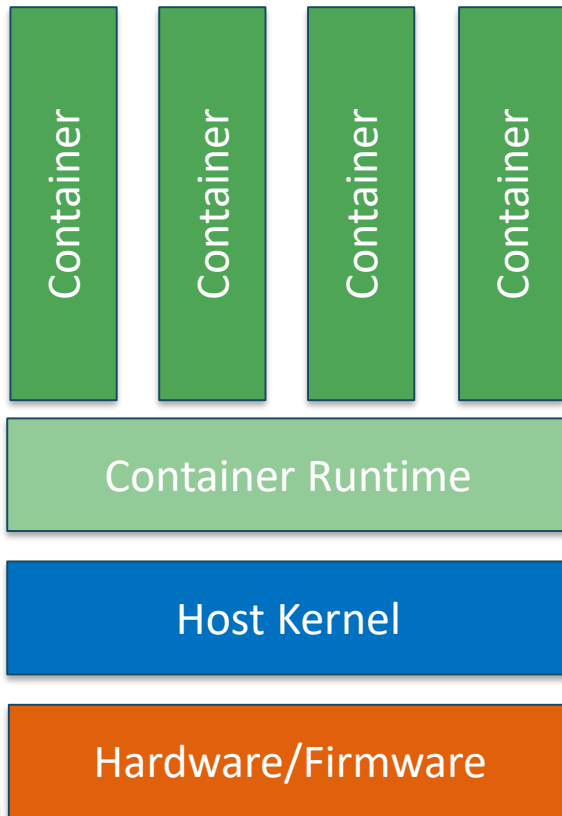 Container
Container
Container
Container
Container Runtime
Host Kernel
Hardware/Firmware